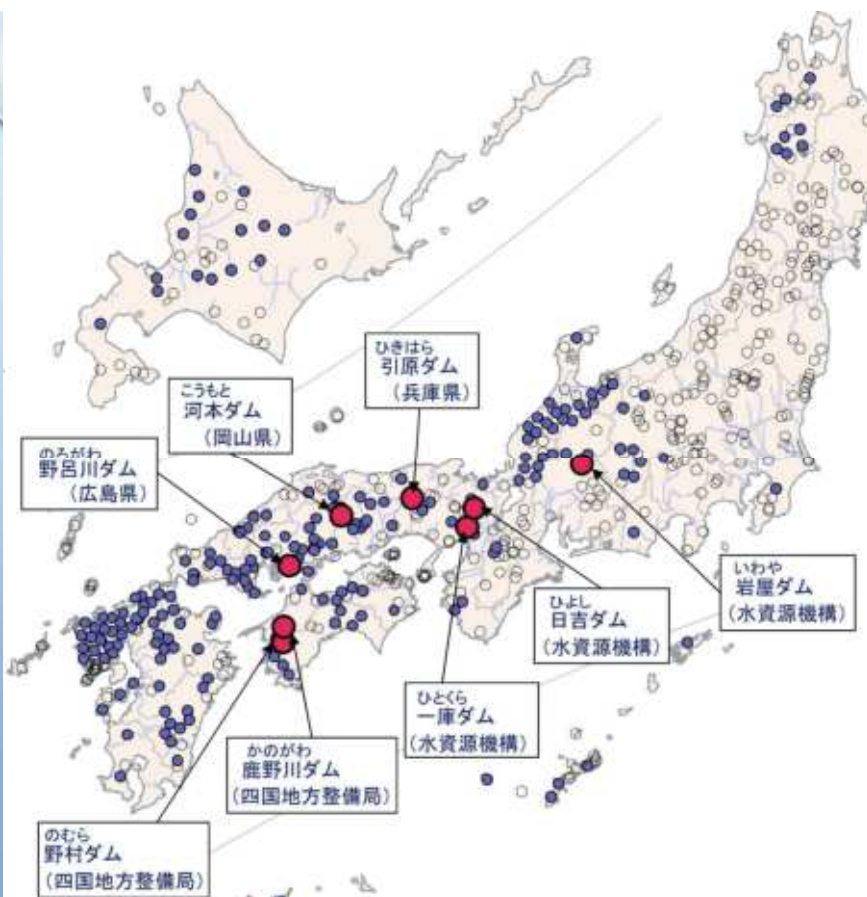 ひきはら
引原ダム
(兵庫県)
こうもと
河本ダム
(岡山県)
のろがわ
野呂川ダム
(広島県)
いわや
岩屋ダム
(水資源機構)
ひよし
日吉ダム
(水資源機構)
ひとくら
一庫ダム
(水資源機構)
かのがわ
鹿野川ダム
(四国地方整備局)
のむら
野村ダム
(四国地方整備局)